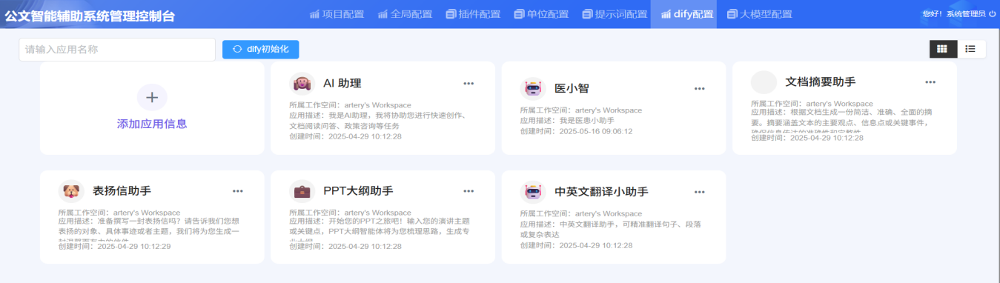 公文智能辅助系统管理控制台
项目配置 全局配置 插件配置 单位配置 提示词配置 dify配置 大模型配置
您好！系统管理员
请输入应用名称
dify初始化
添加应用信息
AI 助理
所属工作空间：artery's Workspace
应用描述：我是AI助理，我将协助您进行快速创作、
文档阅读问答、政策咨询等任务
创建时间：2025-04-29 10:12:28
医小智
所属工作空间：artery's Workspace
应用描述：我是医患小助手
创建时间：2025-05-16 09:06:12
文档摘要助手
所属工作空间：artery's Workspace
应用描述：根据文档生成一份简洁、准确、全面的摘
要。摘要涵盖文本的主要观点、信息点或关键事件，
确保信息传达的准确性和完整性
创建时间：2025-04-29 10:12:28
表扬信助手
所属工作空间：artery's Workspace
应用描述：准备撰写一封表扬信吗？请告诉我们您想
表扬的对象、具体事迹或者主题，我们将为您生成一
创建时间：2025-04-29 10:12:29
PPT大纲助手
所属工作空间：artery's Workspace
应用描述：开始您的PPT之旅吧！输入您的演讲主题
或关键点，PPT大纲智能体将为您梳理思路，生成专
业大纲
创建时间：2025-04-29 10:12:28
中英文翻译小助手
所属工作空间：artery's Workspace
应用描述：中英文翻译助手，可精准翻译句子、段落
或复杂表达
创建时间：2025-04-29 10:12:28